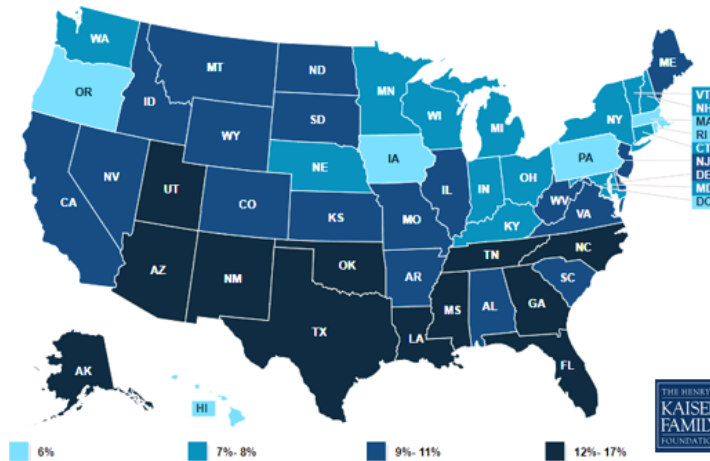 WA
OR
ID
MT
ND
MN
WI
MI
NY
ME
VT
NH
MA
RI
CT
NJ
DE
MD
DC
SD
WY
NE
IA
IL
IN
OH
PA
CA
NV
UT
CO
KS
MO
KY
WV
VA
AZ
NM
OK
AR
TN
NC
SC
TX
LA
MS
AL
GA
FL
AK
HI
THE HENRY
KAISE
FAMIL
FOUNDATION
6%
7%- 8%
9%- 11%
12%- 17%